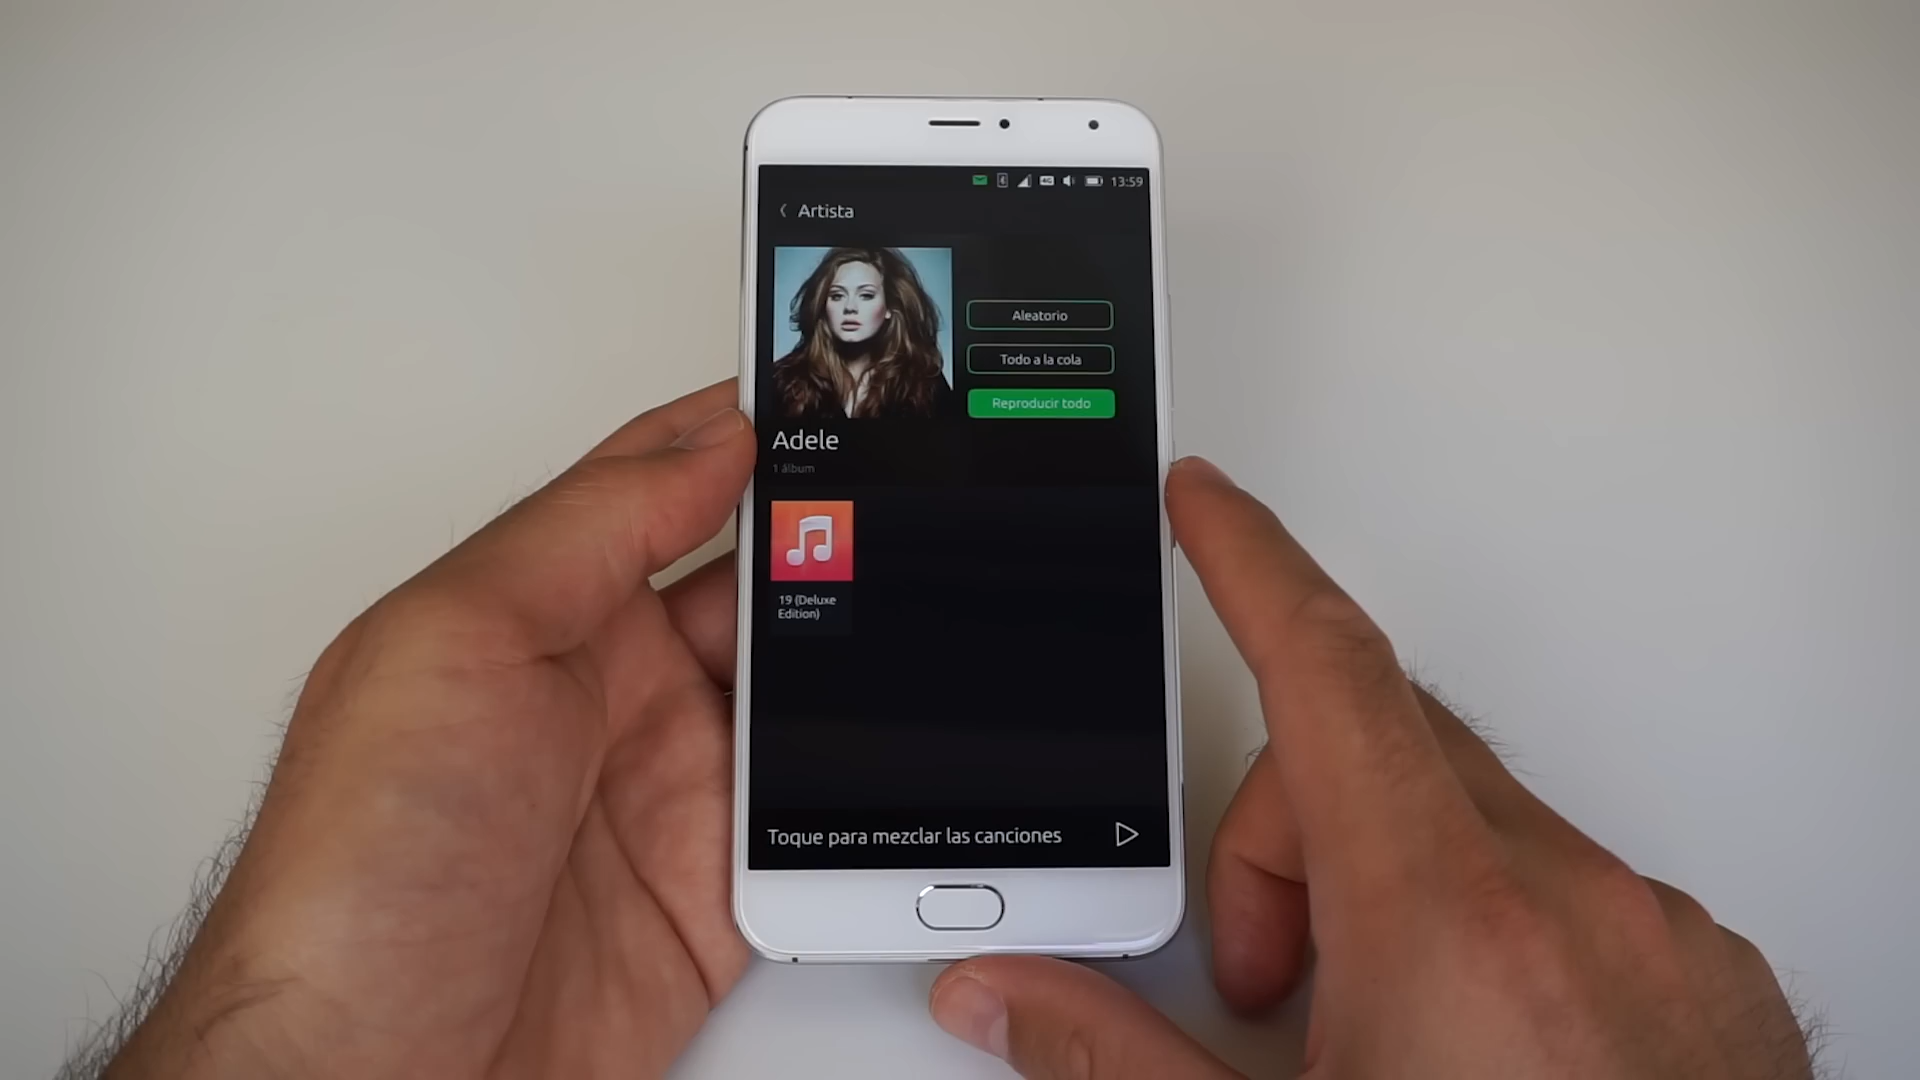 13:59
Artista
Aleatorio
Todo a la cola
Reproducir todo
Adele
1 álbum
19 (Deluxe
Edition)
Toque para mezclar las canciones